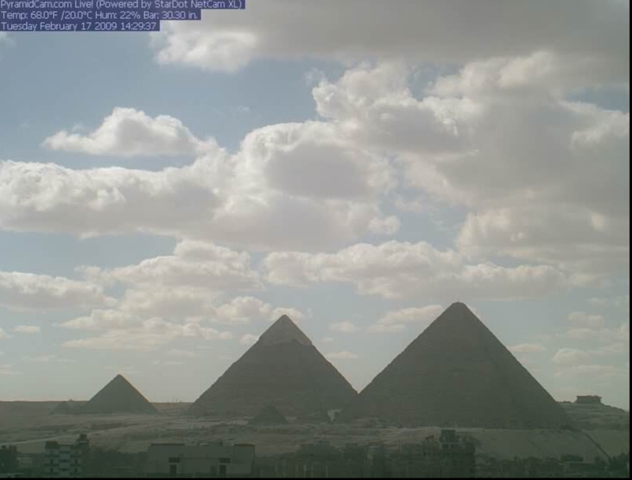 PyramidCam.com Live! (Powered by StarDot NetCam XL)
Temp: 68.0°F /20.0°C Hum: 22% Bar: 30.30 in.
Tuesday February 17 2009 14:29:37